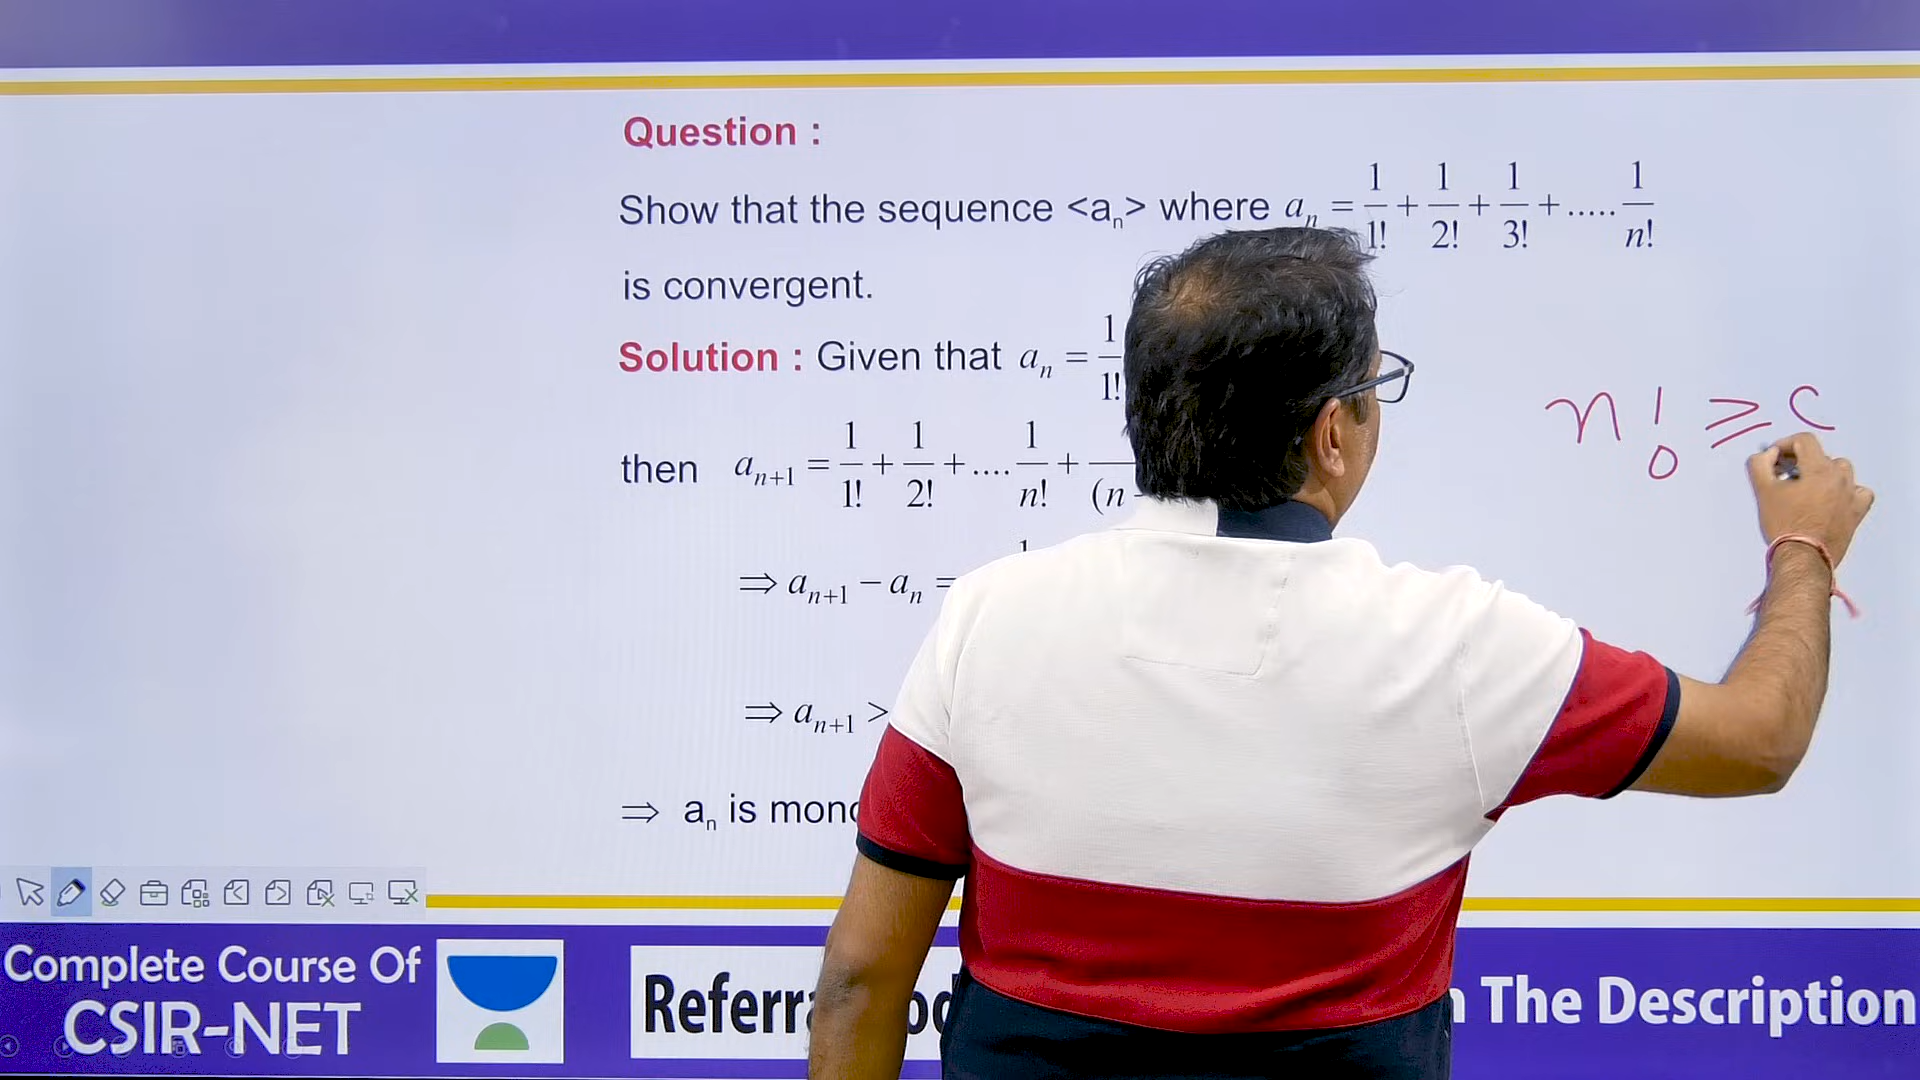 Question :
Show that the sequence <aₙ> where aₙ = 1/1! + 1/2! + 1/3! + ..... 1/n!
is convergent.
Solution : Given that aₙ = 1/1!
then aₙ₊₁ = 1/1! + 1/2! + .... 1/n! + (n
n! ≥
⇒ aₙ₊₁ − aₙ =
⇒ aₙ₊₁ >
⇒ aₙ is
Complete Course Of
CSIR-NET
The Description